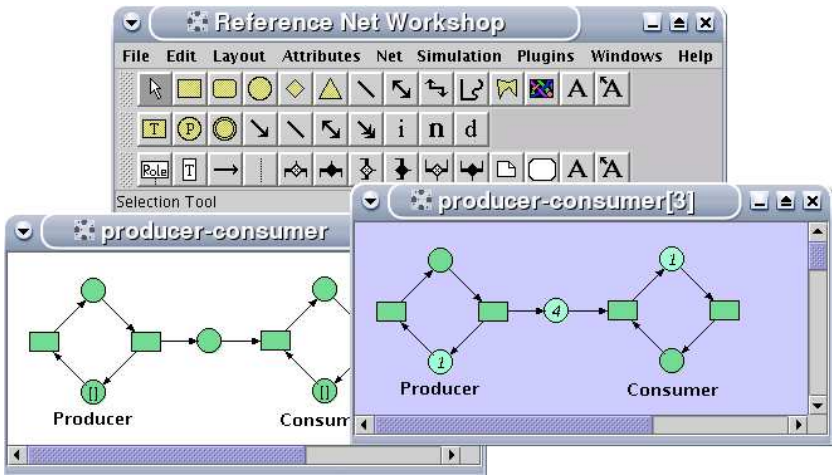 Reference Net Workshop
File Edit Layout Attributes Net Simulation Plugins Windows Help
A A
T P i n d
Role T A A
Selection Tool
producer-consumer[3]
producer-consumer
1
4
1
Producer Consumer
[] []
Producer Consum